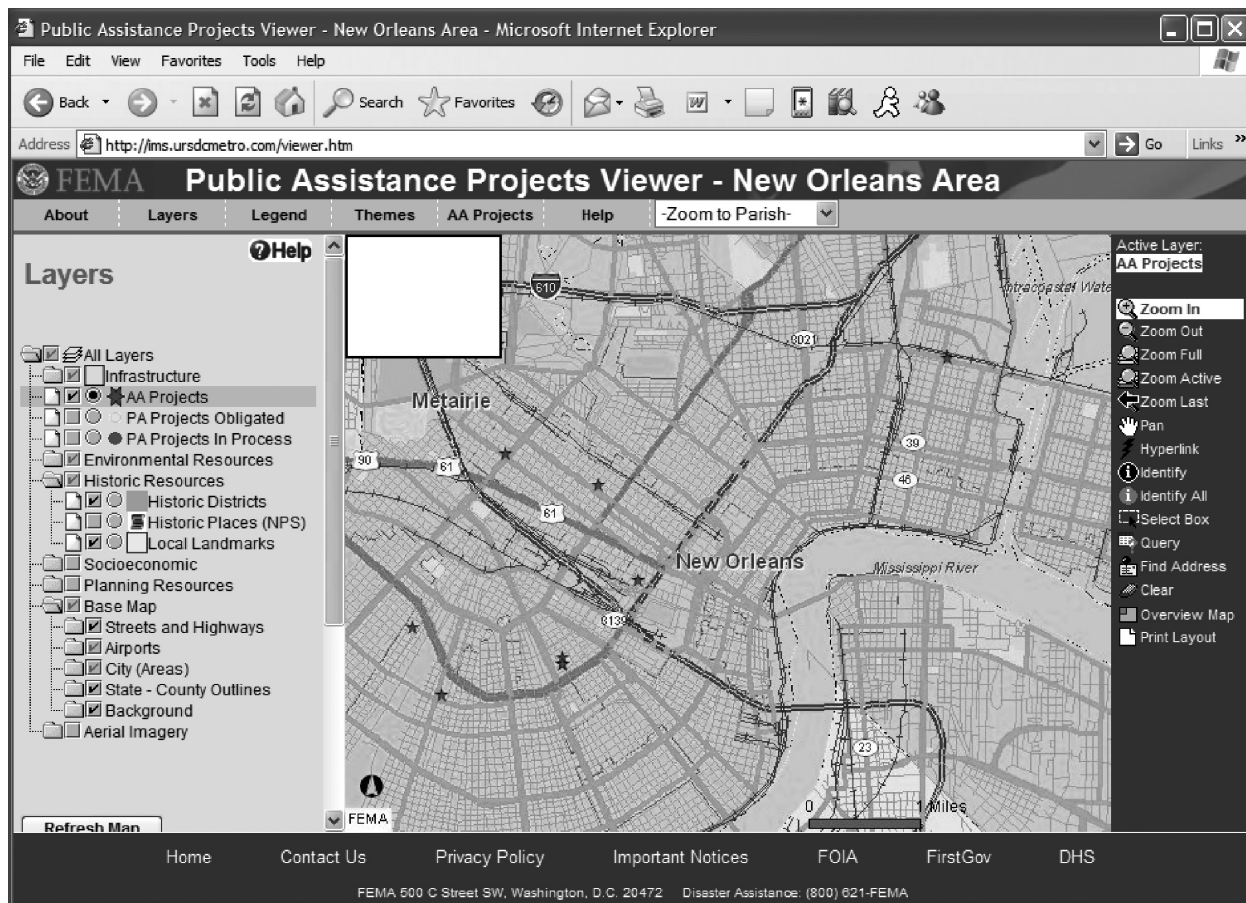 Public Assistance Projects Viewer - New Orleans Area - Microsoft Internet Explorer
File Edit View Favorites Tools Help
Back Search Favorites W
Address http://ims.ursdcmetro.com/viewer.htm Go Links »
FEMA Public Assistance Projects Viewer - New Orleans Area
About Layers Legend Themes AA Projects Help -Zoom to Parish-
?Help
Layers
All Layers
Infrastructure
AA Projects
PA Projects Obligated
PA Projects In Process
Environmental Resources
Historic Resources
Historic Districts
Historic Places (NPS)
Local Landmarks
Socioeconomic
Planning Resources
Base Map
Streets and Highways
Airports
City (Areas)
State - County Outlines
Background
Aerial Imagery
Refresh Map
610
Intracoastal Wate
8021
Metairie
39
90
61
46
61
New Orleans
Mississippi River
8139
23
0 1 Miles
FEMA
Active Layer:
AA Projects
Zoom In
Zoom Out
Zoom Full
Zoom Active
Zoom Last
Pan
Hyperlink
Identify
Identify All
Select Box
Query
Find Address
Clear
Overview Map
Print Layout
Home Contact Us Privacy Policy Important Notices FOIA FirstGov DHS
FEMA 500 C Street SW, Washington, D.C. 20472 Disaster Assistance: (800) 621-FEMA